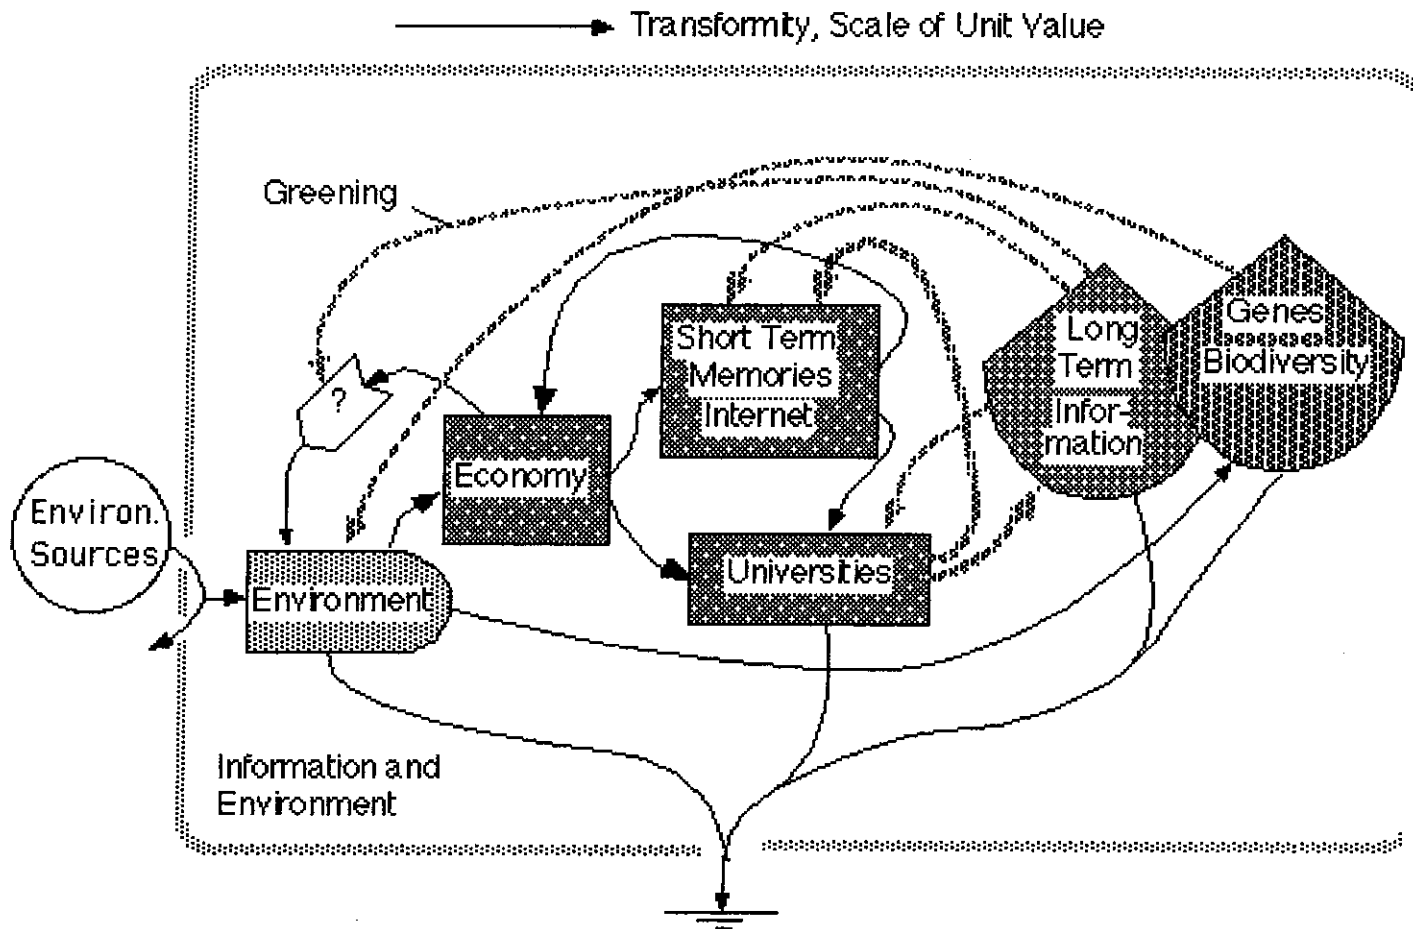 Transformity, Scale of Unit Value
Greening
Genes
Biodiversity
Long
Term
Infor-
mation
Short Term
Memories
Internet
?
Economy
Environ.
Sources
Universities
Environment
Information and
Environment